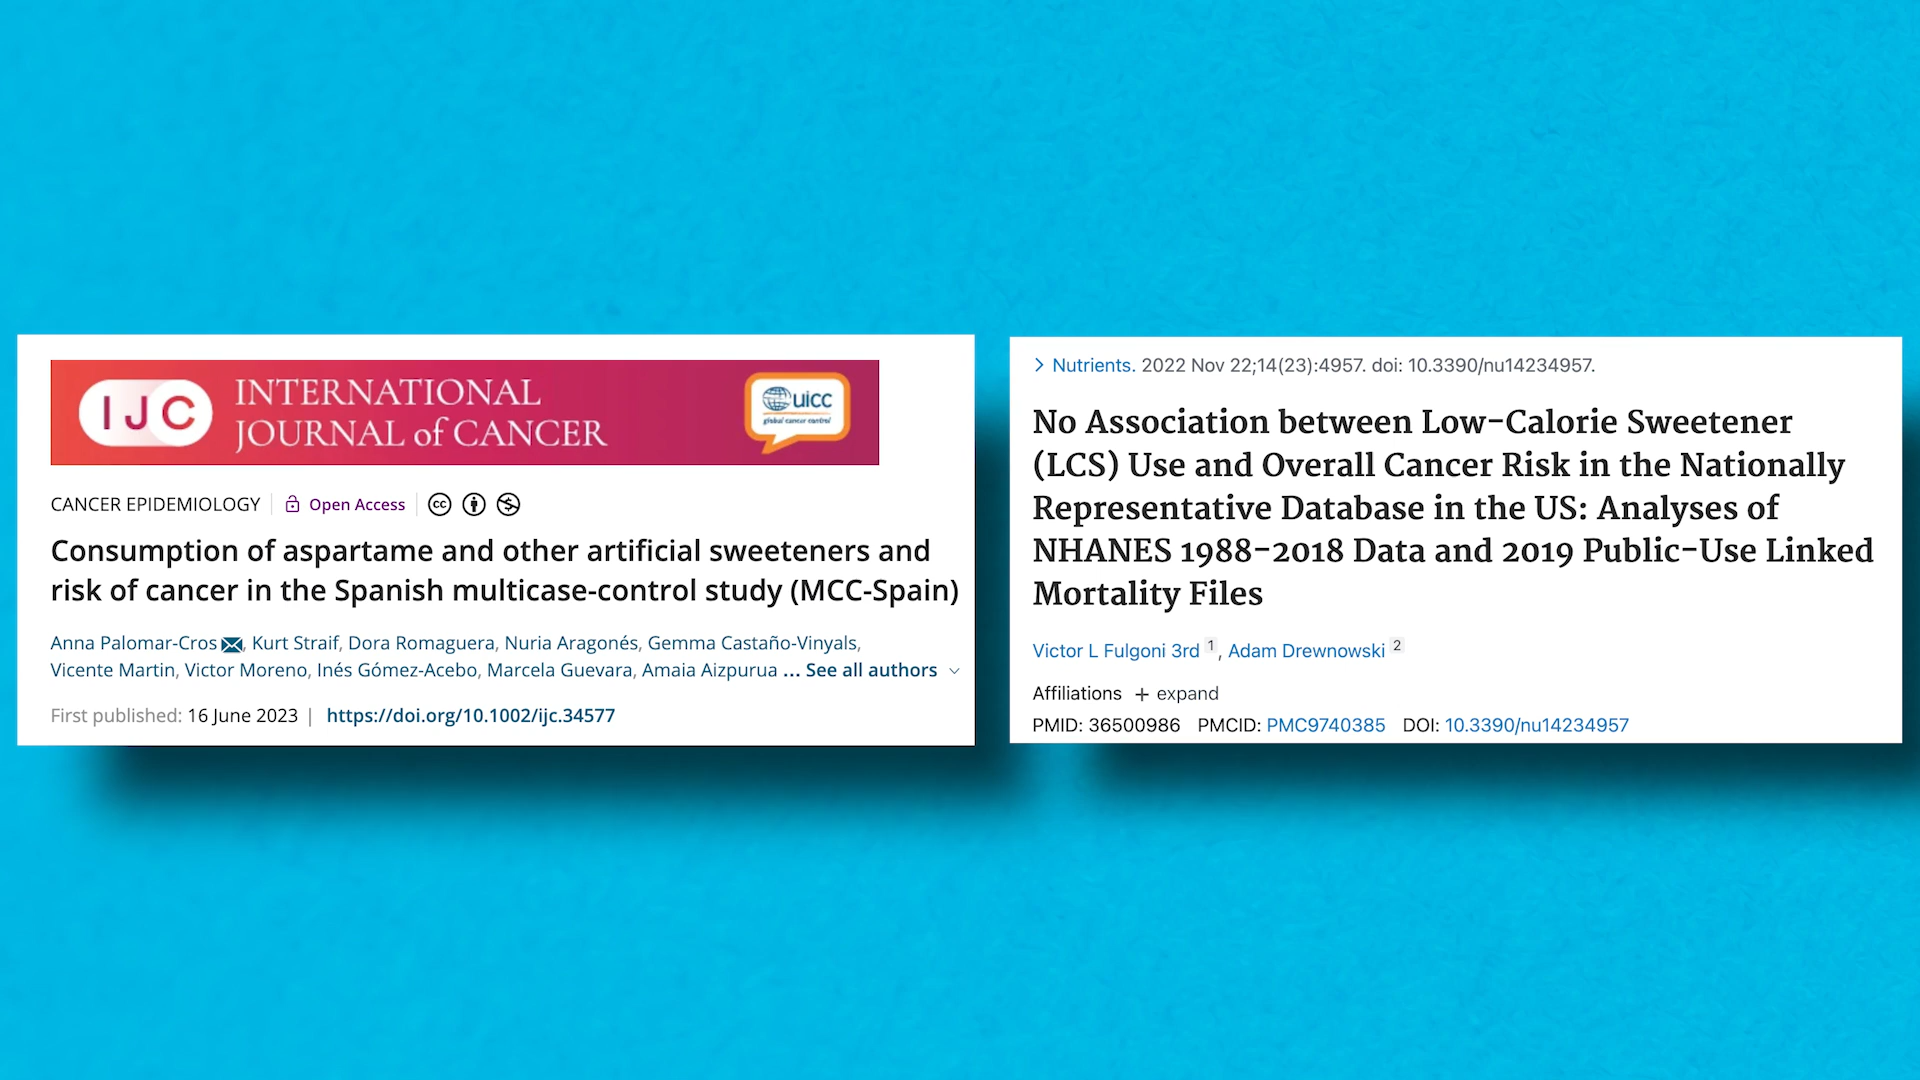 IJC
INTERNATIONAL
JOURNAL of CANCER
uicc
global cancer control
CANCER EPIDEMIOLOGY Open Access cc
Consumption of aspartame and other artificial sweeteners and
risk of cancer in the Spanish multicase-control study (MCC-Spain)
Anna Palomar-Cros, Kurt Straif, Dora Romaguera, Nuria Aragonés, Gemma Castaño-Vinyals,
Vicente Martin, Victor Moreno, Inés Gómez-Acebo, Marcela Guevara, Amaia Aizpurua ... See all authors
First published: 16 June 2023 | https://doi.org/10.1002/ijc.34577
> Nutrients. 2022 Nov 22;14(23):4957. doi: 10.3390/nu14234957.
No Association between Low-Calorie Sweetener
(LCS) Use and Overall Cancer Risk in the Nationally
Representative Database in the US: Analyses of
NHANES 1988-2018 Data and 2019 Public-Use Linked
Mortality Files
Victor L Fulgoni 3rd 1, Adam Drewnowski 2
Affiliations + expand
PMID: 36500986 PMCID: PMC9740385 DOI: 10.3390/nu14234957